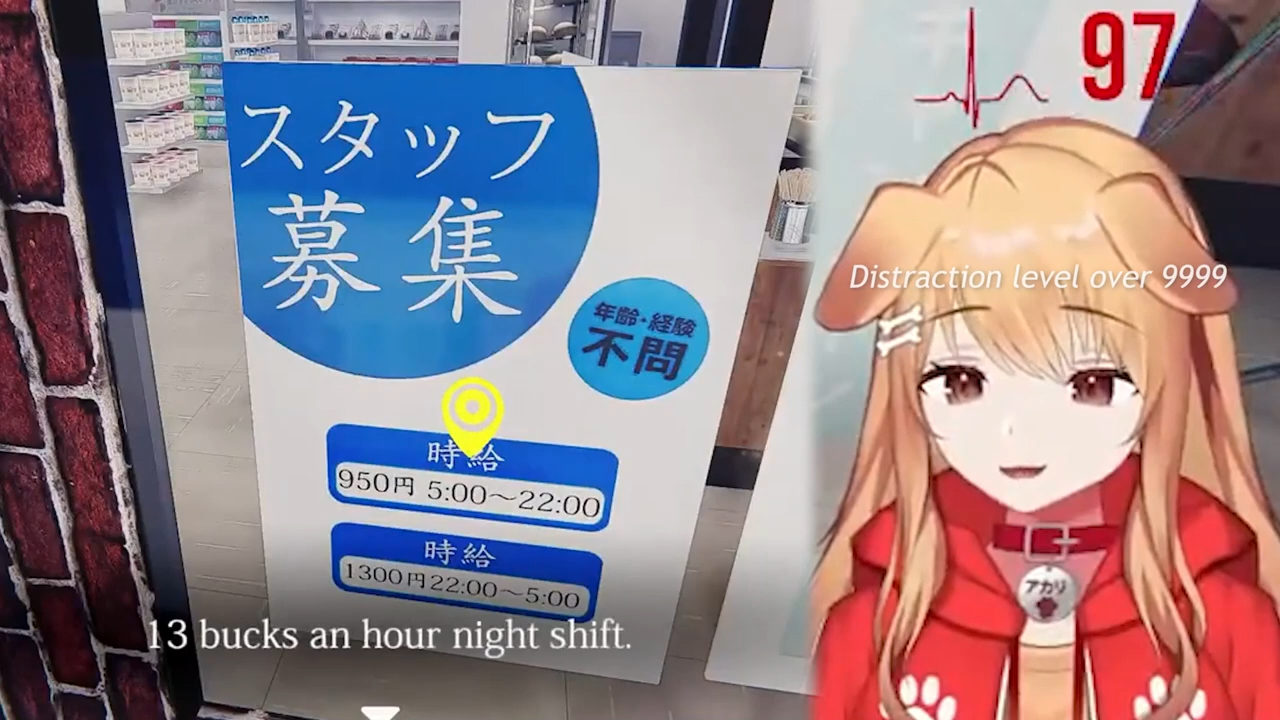 スタッフ
募集
年齢・経験
不問
時給
950円 5:00～22:00
時給
1300円22:00～5:00
13 bucks an hour night shift.
97
Distraction level over 9999
アカリ